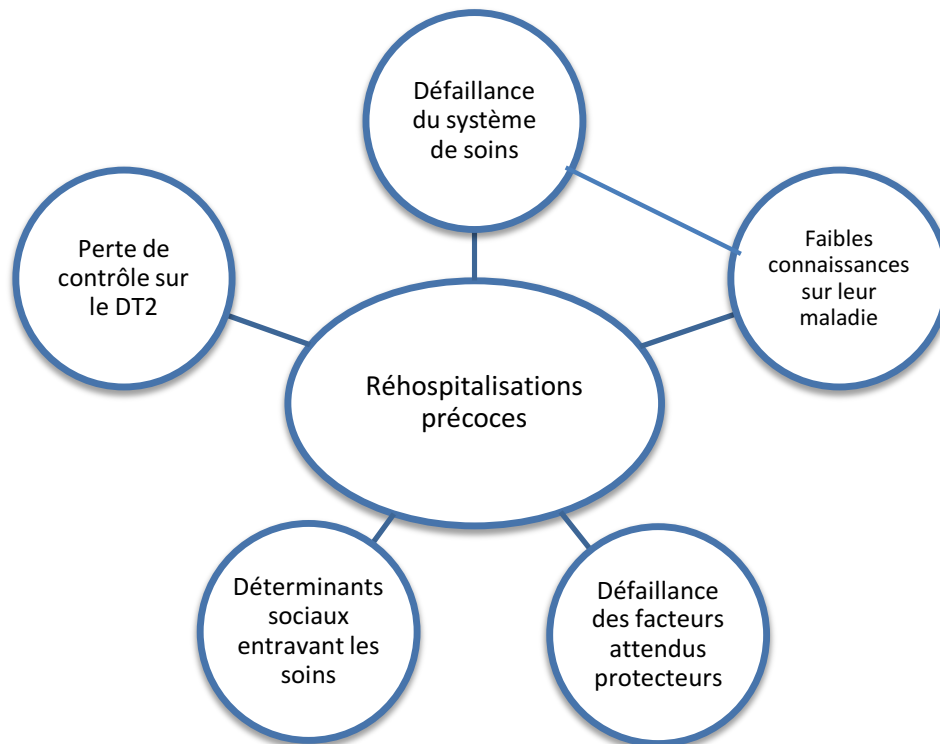 Défaillance
du système
de soins
Perte de
contrôle sur
le DT2
Faibles
connaissances
sur leur
maladie
Réhospitalisations
précoces
Déterminants
sociaux
entravant les
soins
Défaillance
des facteurs
attendus
protecteurs